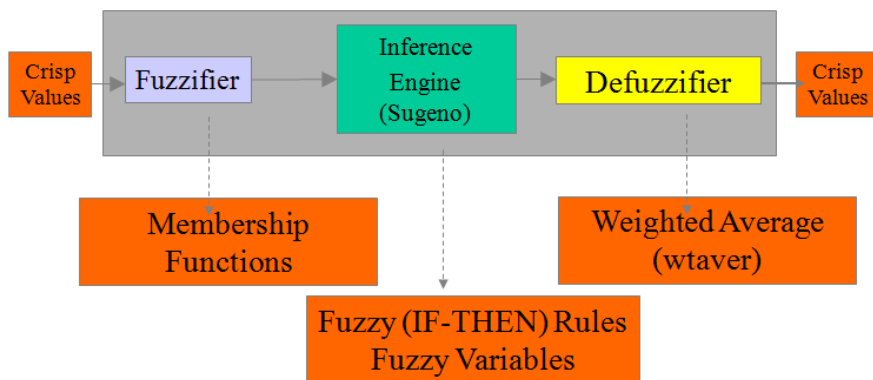 Crisp
Values
Fuzzifier
Inference
Engine
(Sugeno)
Defuzzifier
Crisp
Values
Membership
Functions
Weighted Average
(wtaver)
Fuzzy (IF-THEN) Rules
Fuzzy Variables